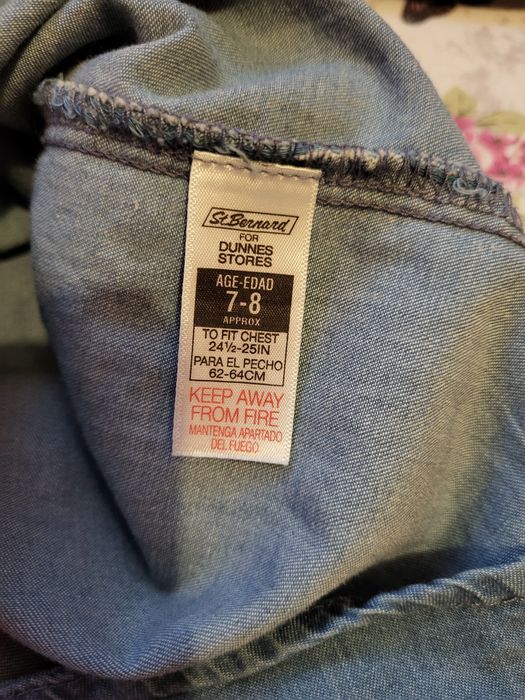 St.Bernard
FOR
DUNNES
STORES
AGE-EDAD
7-8
APPROX
TO FIT CHEST
24½-25IN
PARA EL PECHO
62-64CM
KEEP AWAY
FROM FIRE
MANTENGA APARTADO
DEL FUEGO